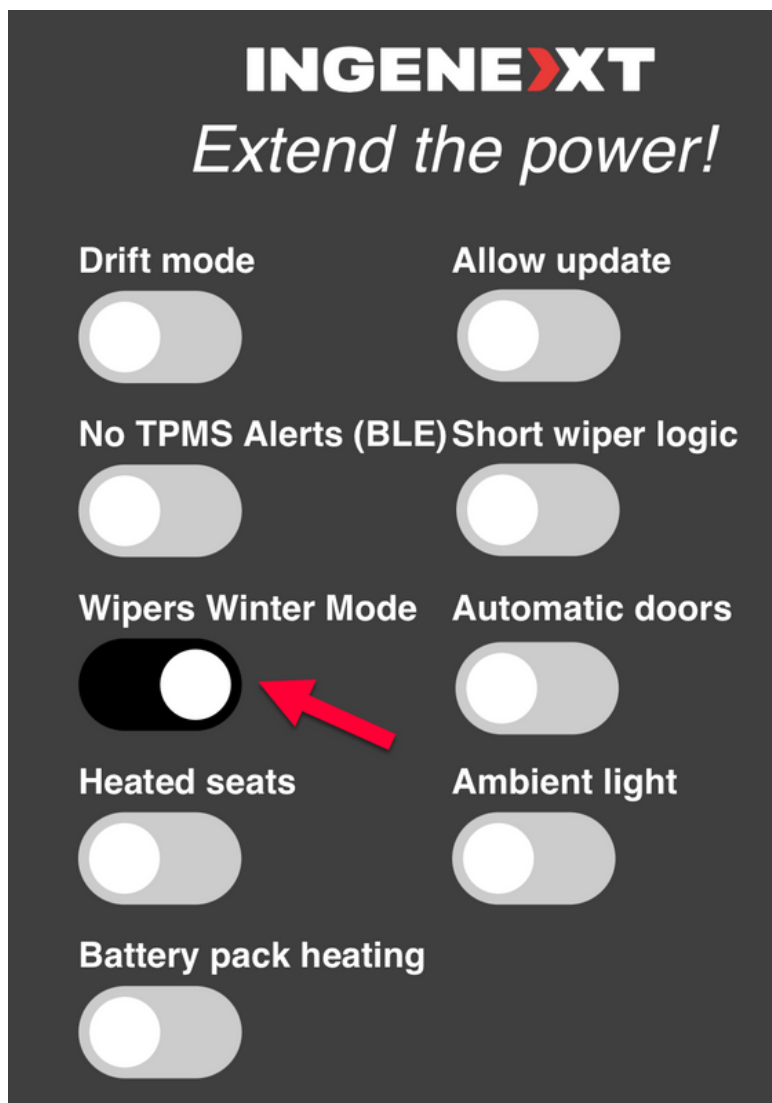 INGENEXT
Extend the power!
Drift mode
Allow update
No TPMS Alerts (BLE)
Short wiper logic
Wipers Winter Mode
Automatic doors
Heated seats
Ambient light
Battery pack heating